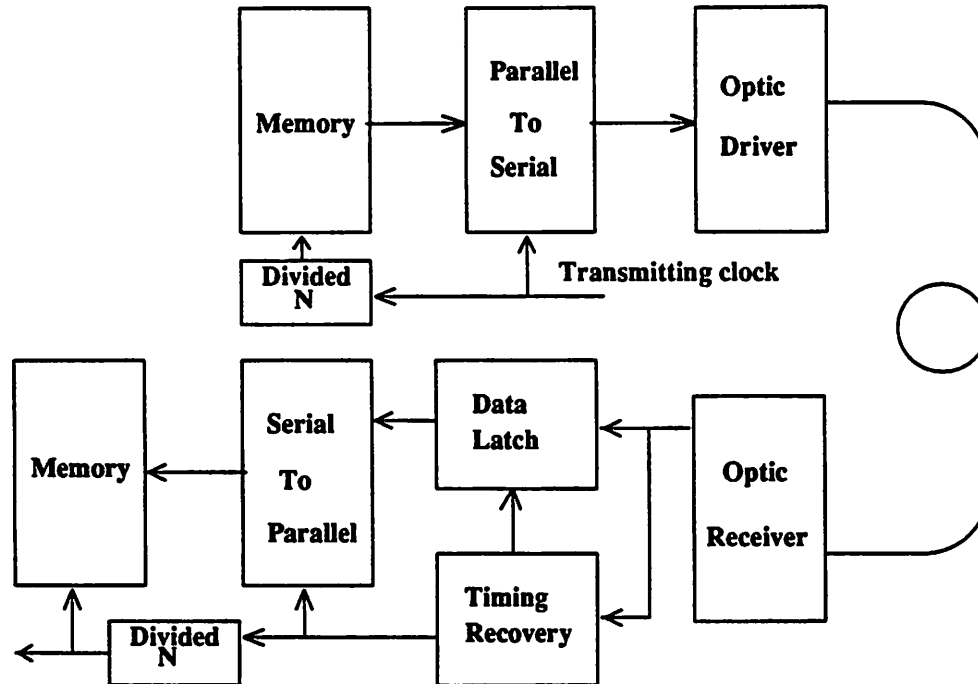 Memory
Parallel
To
Serial
Optic
Driver
Divided
N
Transmitting clock
Memory
Serial
To
Parallel
Data
Latch
Optic
Receiver
Timing
Recovery
Divided
N